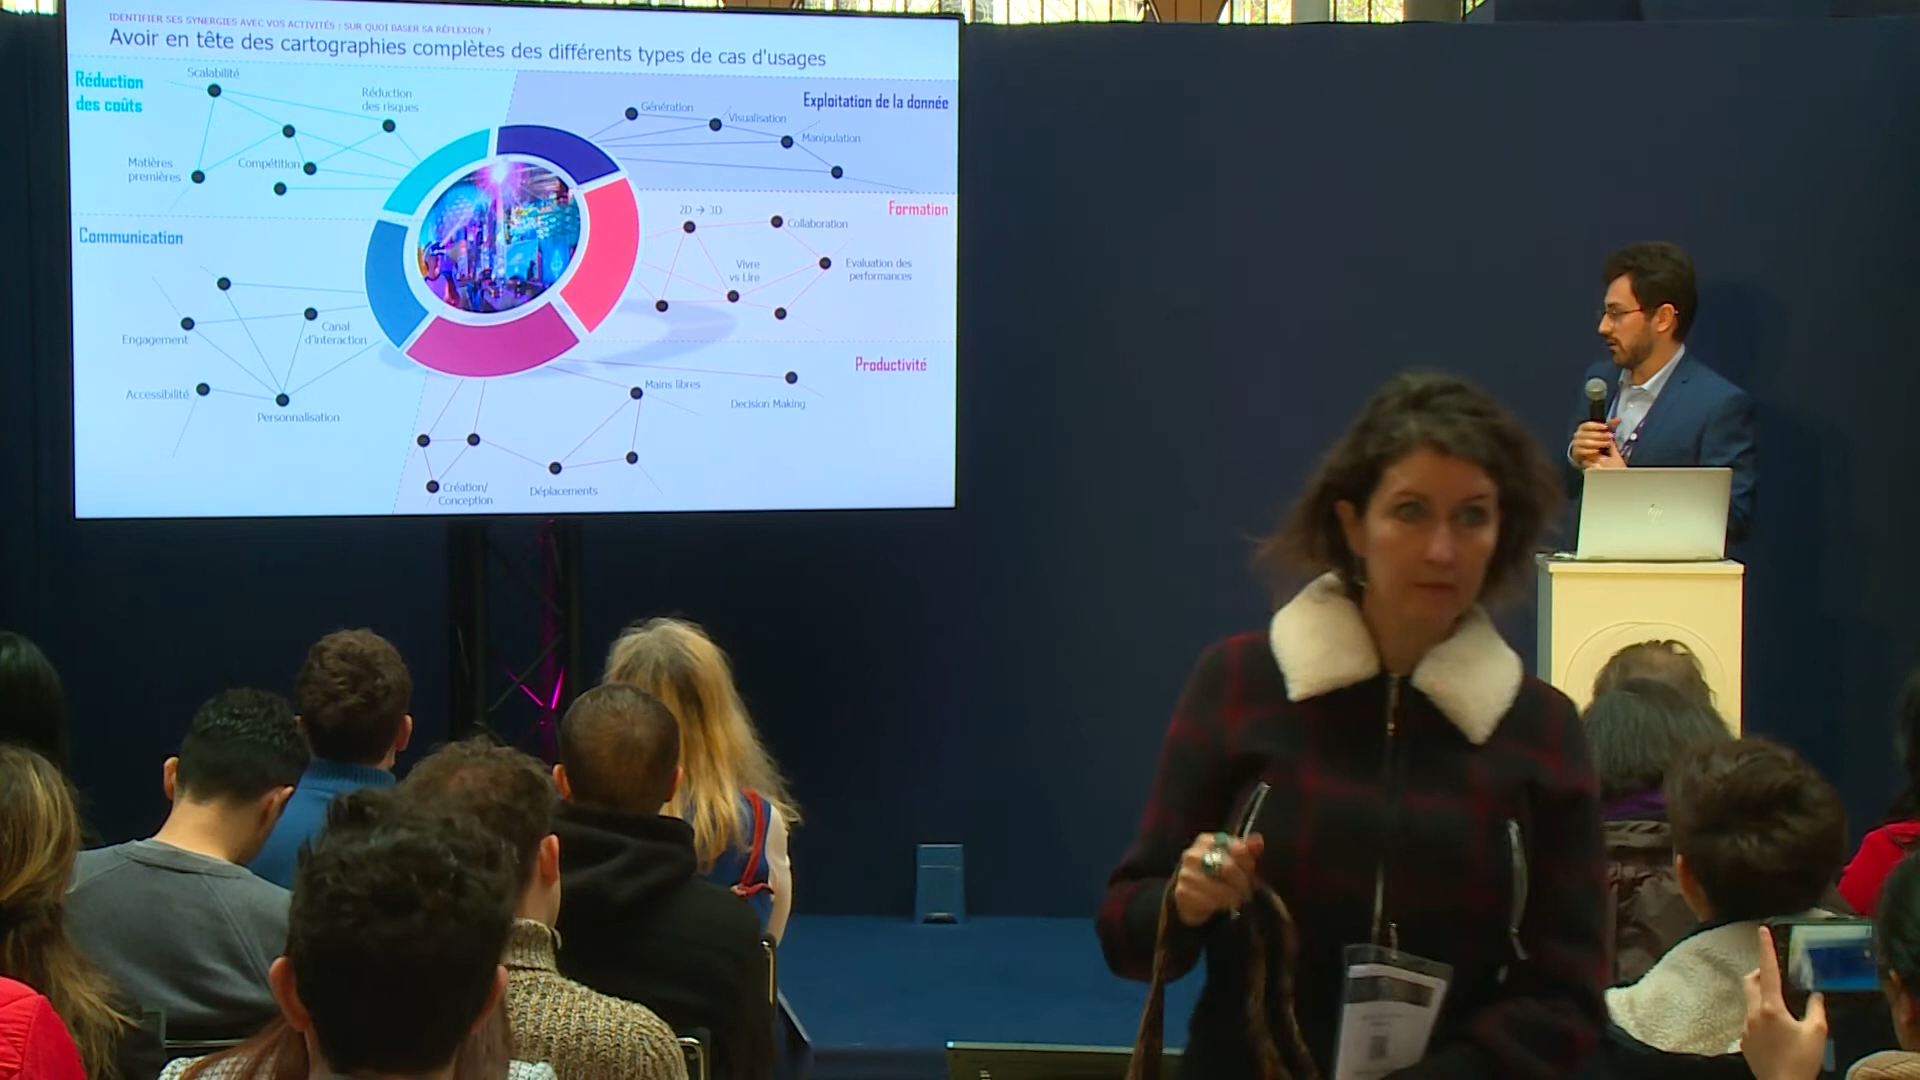 IDENTIFIER SES SYNERGIES AVEC VOS ACTIVITÉS : SUR QUOI BASER SA RÉFLEXION ?
Avoir en tête des cartographies complètes des différents types de cas d'usages
Réduction
des coûts
Scalabilité
Réduction
des risques
Matières
premières
Compétition
Exploitation de la donnée
Génération
Visualisation
Manipulation
Formation
2D → 3D
Collaboration
Vivre
vs Lire
Evaluation des
performances
Communication
Engagement
Canal
d'interaction
Accessibilité
Personnalisation
Productivité
Mains libres
Decision Making
Création/
Conception
Déplacements
hp